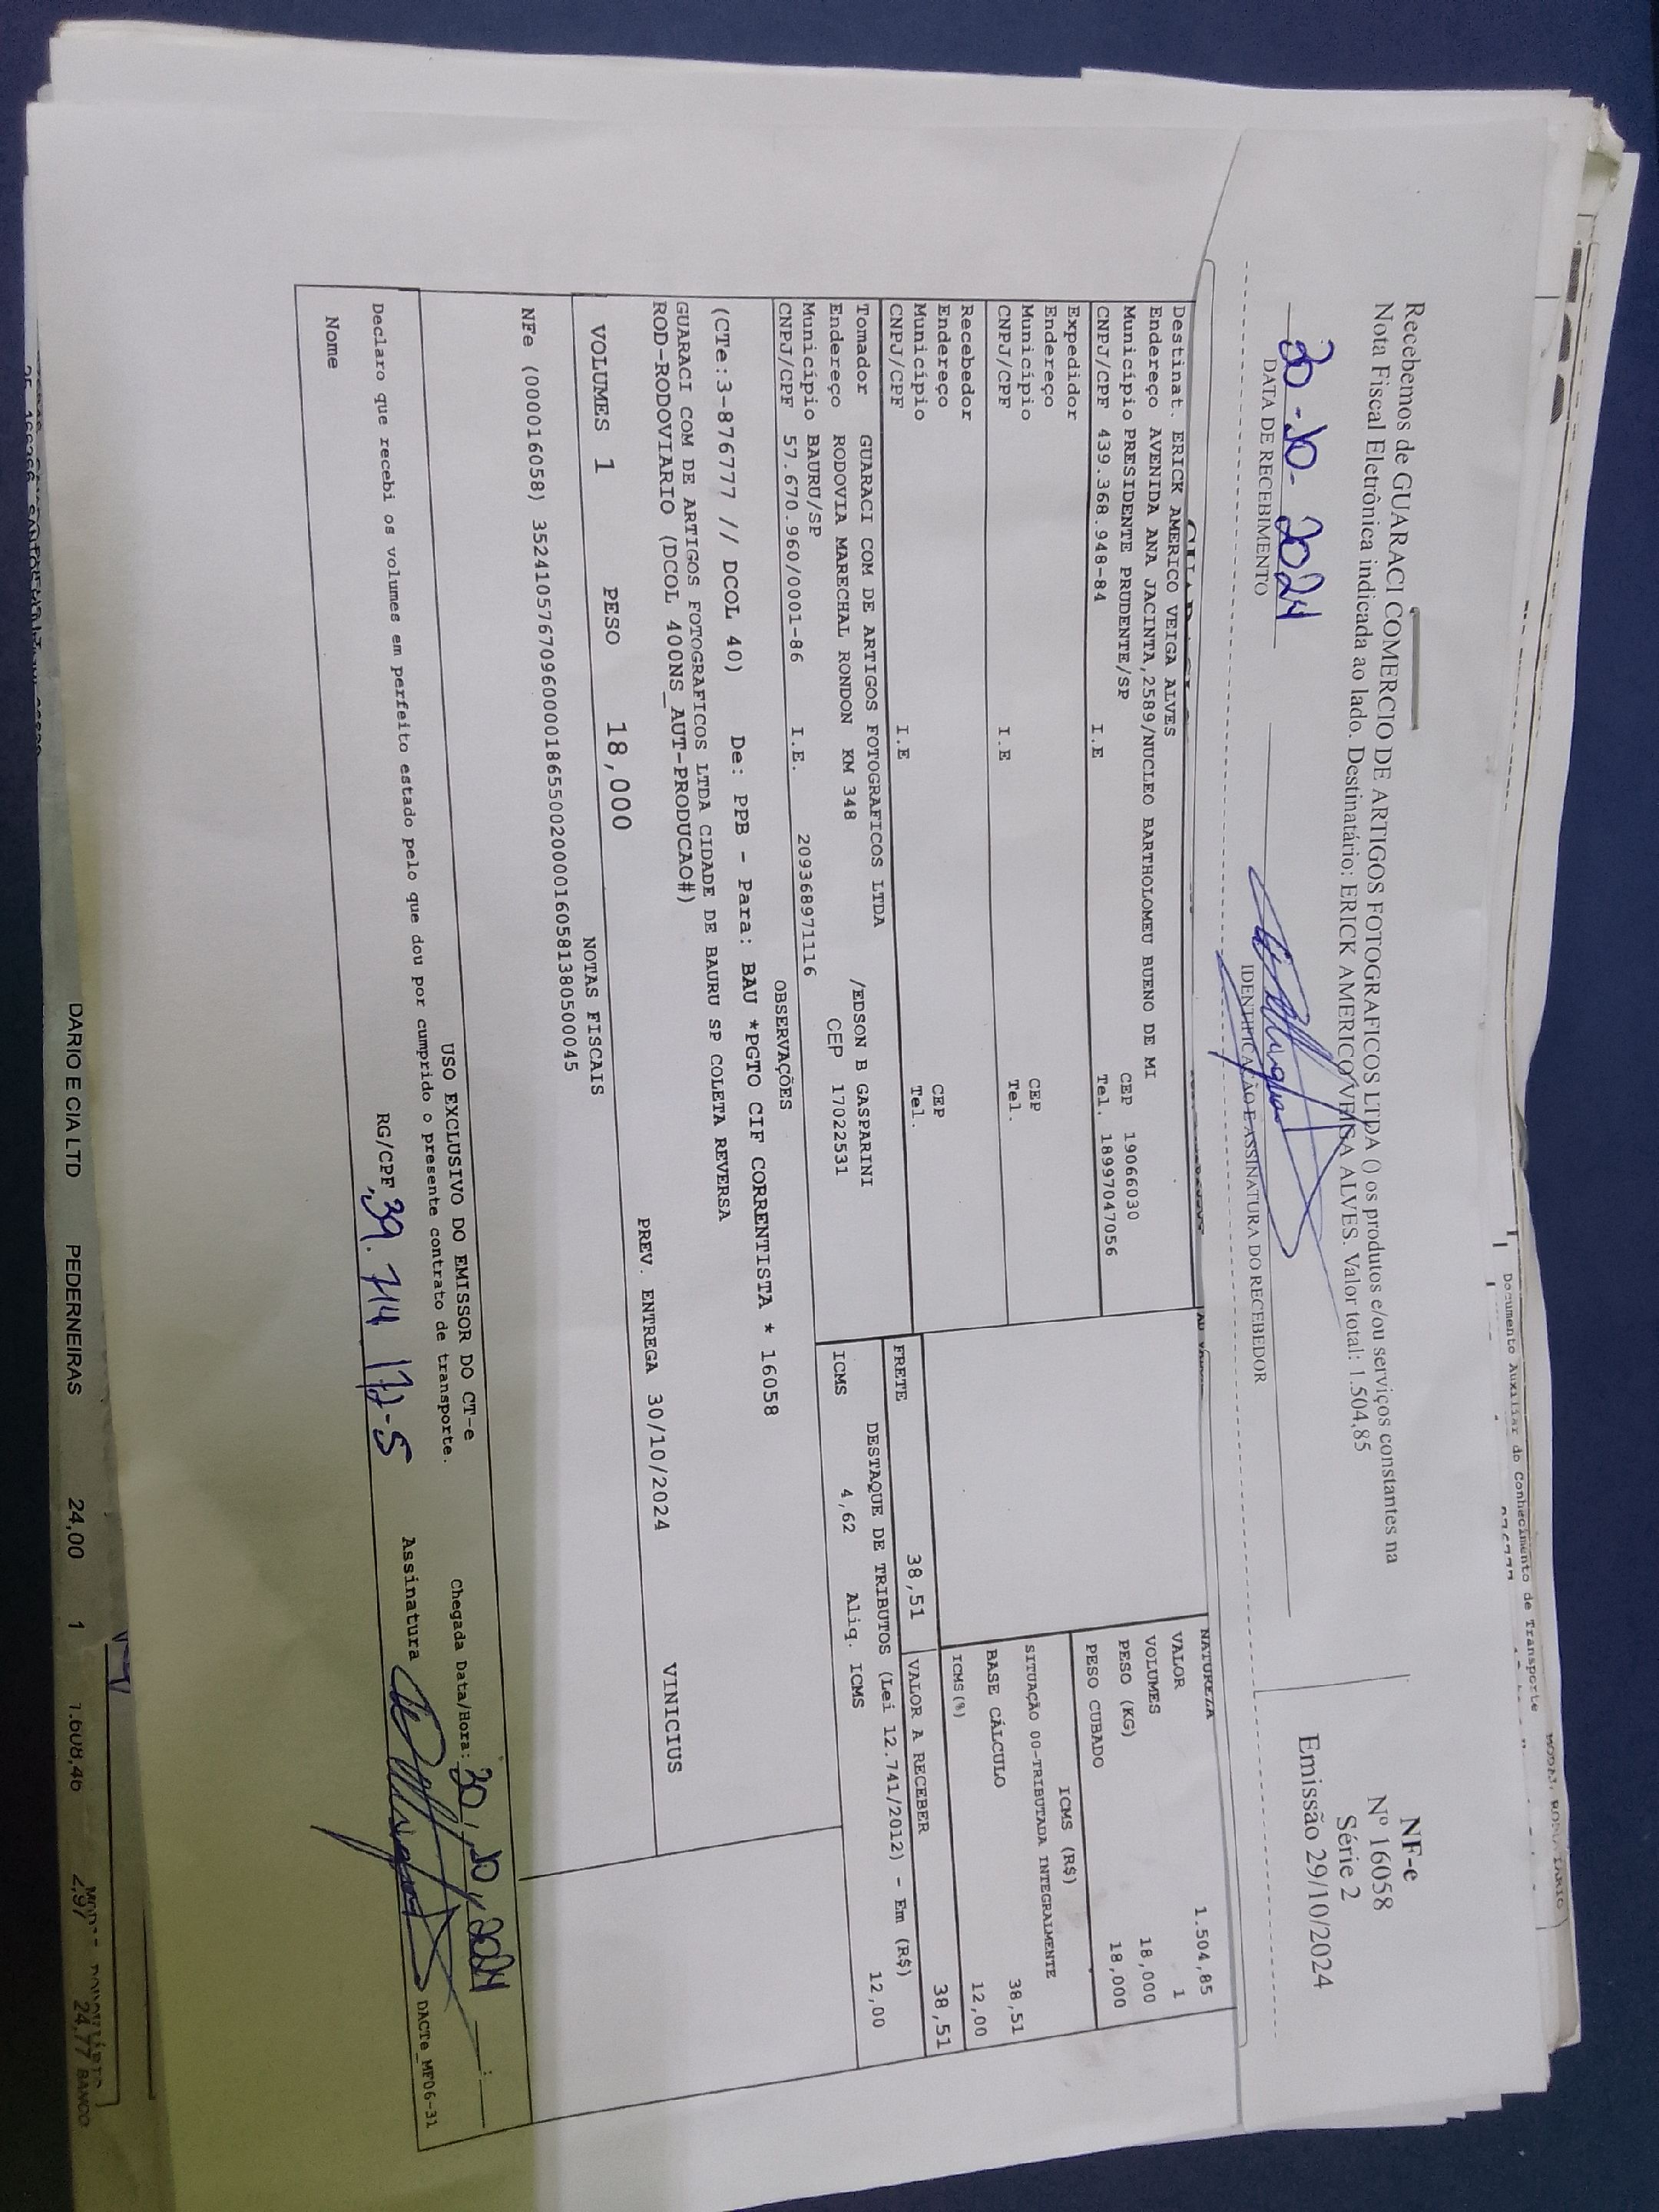 Recebemos de GUARACI COMERCIO DE ARTIGOS FOTOGRAFICOS LTDA () os produtos e/ou serviços constantes na
Nota Fiscal Eletrônica indicada ao lado. Destinatário: ERICK AMERICO VEIGA ALVES. Valor total: 1.504,85
30-10-2024
DATA DE RECEBIMENTO
IDENTIFICAÇÃO E ASSINATURA DO RECEBEDOR
NF-e
Nº 16058
Série 2
Emissão 29/10/2024
Documento Auxiliar do Conhecimento de Transporte
Destinat. ERICK AMERICO VEIGA ALVES
Endereço AVENIDA ANA JACINTA,2589/NUCLEO BARTHOLOMEU BUENO DE MI CEP 19066030
Município PRESIDENTE PRUDENTE/SP Tel. 18997047056
CNPJ/CPF 439.368.948-84 I.E
Expedidor
Endereço CEP
Município Tel.
CNPJ/CPF I.E
Recebedor
Endereço CEP
Município Tel.
CNPJ/CPF I.E
Tomador GUARACI COM DE ARTIGOS FOTOGRAFICOS LTDA /EDSON B GASPARINI
Endereço RODOVIA MARECHAL RONDON KM 348 CEP 17022531
Município BAURU/SP
CNPJ/CPF 57.670.960/0001-86 I.E. 209368971116
NATUREZA
VALOR 1.504,85
VOLUMES 1
PESO (KG) 18,000
PESO CUBADO 18,000
ICMS (R$)
SITUAÇÃO 00-TRIBUTADA INTEGRALMENTE
BASE CÁLCULO 38,51
ICMS(%) 12,00
FRETE 38,51 VALOR A RECEBER 38,51
DESTAQUE DE TRIBUTOS (Lei 12.741/2012) - Em (R$)
ICMS 4,62 Aliq. ICMS 12,00
OBSERVAÇÕES
(CTe:3-876777 // DCOL 40) De: PPB - Para: BAU *PGTO CIF CORRENTISTA * 16058
GUARACI COM DE ARTIGOS FOTOGRAFICOS LTDA CIDADE DE BAURU SP COLETA REVERSA
ROD-RODOVIARIO (DCOL 400NS_AUT-PRODUCAO#)
PREV. ENTREGA 30/10/2024 VINICIUS
VOLUMES 1 PESO 18,000
NOTAS FISCAIS
NFe (000016058) 35241057670960000186550020000160581380500045
USO EXCLUSIVO DO EMISSOR DO CT-e
Declaro que recebi os volumes em perfeito estado pelo que dou por cumprido o presente contrato de transporte.
Chegada Data/Hora: 30/10/2024
Nome RG/CPF 39.714 172-5 Assinatura
DACTe_MF06-31
DARIO E CIA LTD PEDERNEIRAS 24,00 1 1.608,46 2,97 24,77 BANCO